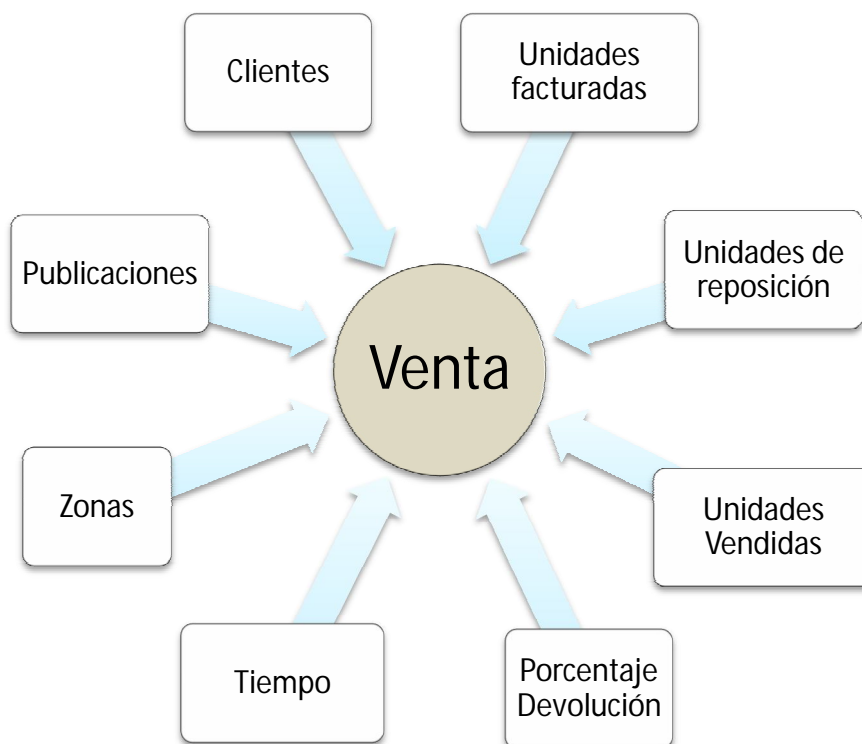 Clientes
Unidades
facturadas
Publicaciones
Unidades de
reposición
Venta
Zonas
Unidades
Vendidas
Tiempo
Porcentaje
Devolución